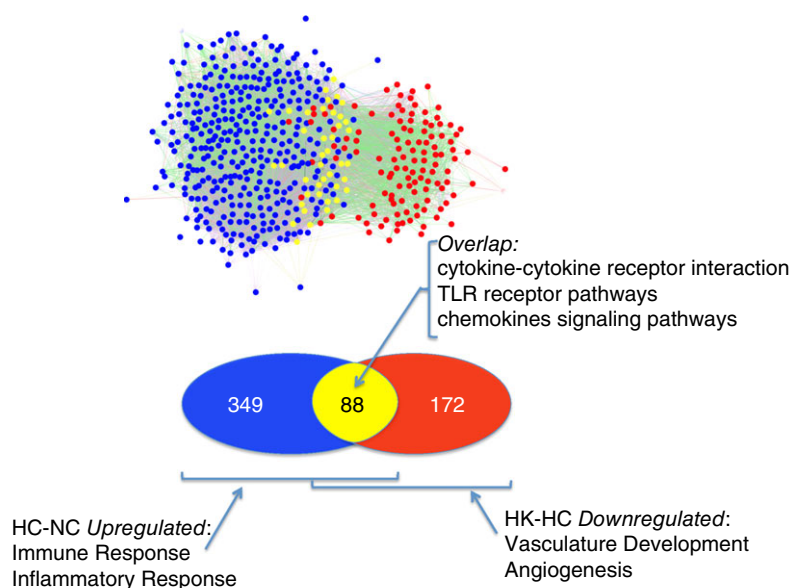 Overlap:
cytokine-cytokine receptor interaction
TLR receptor pathways
chemokines signaling pathways
349
88
172
HC-NC Upregulated:
Immune Response
Inflammatory Response
HK-HC Downregulated:
Vasculature Development
Angiogenesis